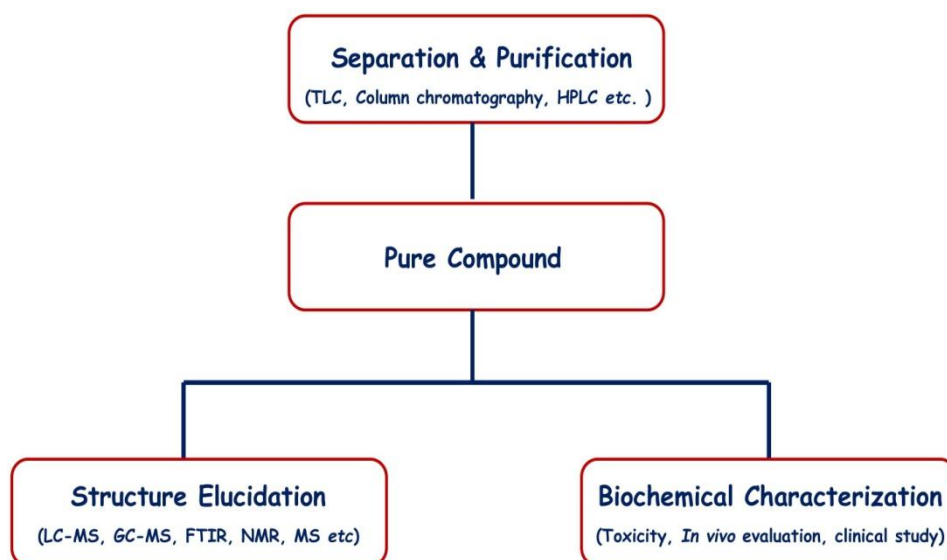 Separation & Purification
(TLC, Column chromatography, HPLC etc. )
Pure Compound
Structure Elucidation
(LC-MS, GC-MS, FTIR, NMR, MS etc)
Biochemical Characterization
(Toxicity, In vivo evaluation, clinical study)